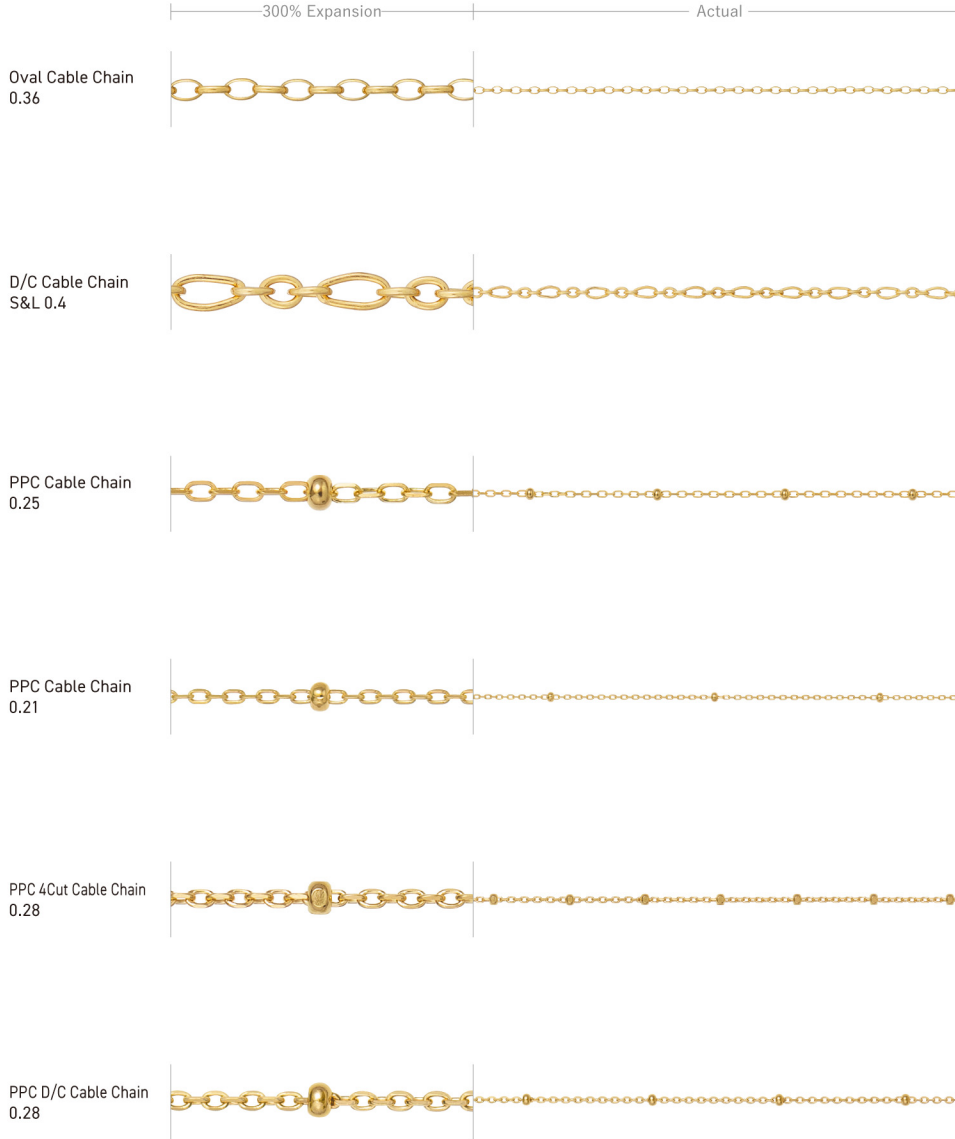 300% Expansion
Actual
Oval Cable Chain
0.36
D/C Cable Chain
S&L 0.4
PPC Cable Chain
0.25
PPC Cable Chain
0.21
PPC 4Cut Cable Chain
0.28
PPC D/C Cable Chain
0.28